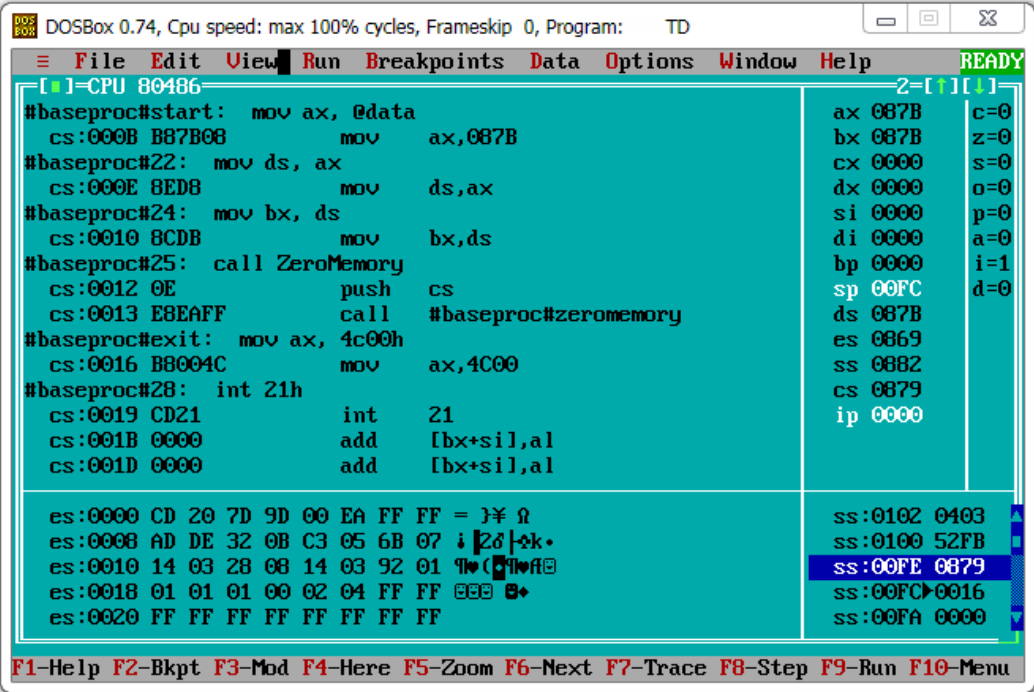 DOSBox 0.74, Cpu speed: max 100% cycles, Frameskip 0, Program: TD
≡ File Edit View Run Breakpoints Data Options Window Help READY
[■]=CPU 80486 2=[↑][↓]
#baseproc#start: mov ax, @data ax 087B c=0
cs:000B B87B08 mov ax,087B bx 087B z=0
#baseproc#22: mov ds, ax cx 0000 s=0
cs:000E 8ED8 mov ds,ax dx 0000 o=0
#baseproc#24: mov bx, ds si 0000 p=0
cs:0010 8CDB mov bx,ds di 0000 a=0
#baseproc#25: call ZeroMemory bp 0000 i=1
cs:0012 0E push cs sp 00FC d=0
cs:0013 E8EAFF call #baseproc#zeromemory ds 087B
#baseproc#exit: mov ax, 4c00h es 0869
cs:0016 B8004C mov ax,4C00 ss 0882
#baseproc#28: int 21h cs 0879
cs:0019 CD21 int 21 ip 0000
cs:001B 0000 add [bx+si],al
cs:001D 0000 add [bx+si],al
es:0000 CD 20 7D 9D 00 EA FF FF = }¥ Ω ss:0102 0403
es:0008 AD DE 32 0B C3 05 6B 07 ¡▐2♂├♣k• ss:0100 52FB
es:0010 14 03 28 08 14 03 92 01 ¶♥(◘¶♥Æ☺ ss:00FE 0879
es:0018 01 01 01 00 02 04 FF FF ☺☺☺ ☻♦ ss:00FC►0016
es:0020 FF FF FF FF FF FF FF FF ss:00FA 0000
F1-Help F2-Bkpt F3-Mod F4-Here F5-Zoom F6-Next F7-Trace F8-Step F9-Run F10-Menu